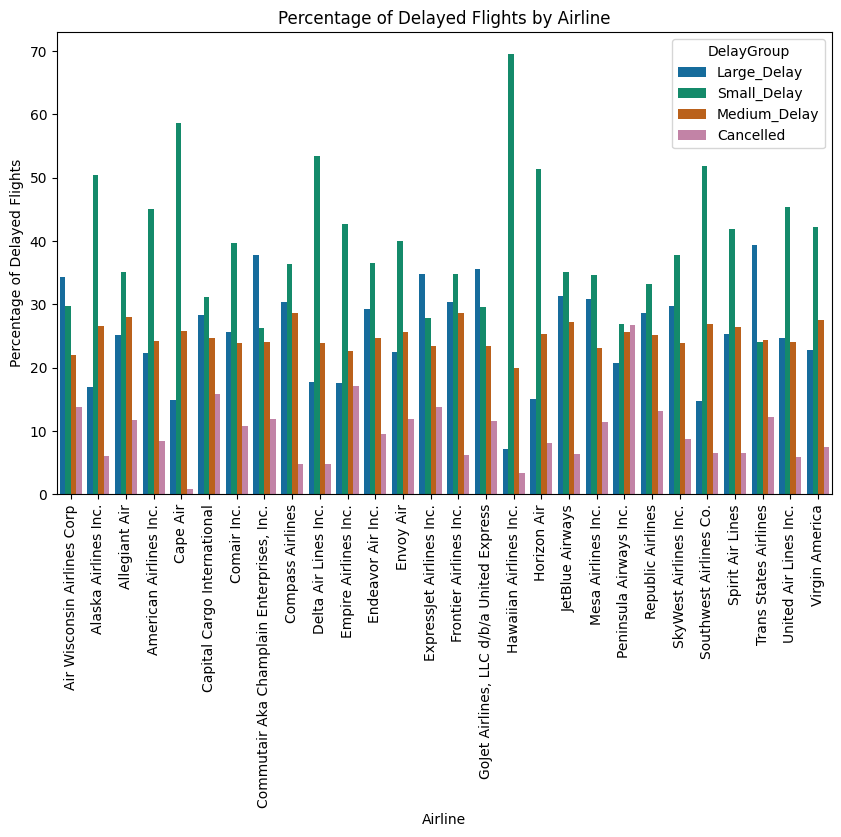 Percentage of Delayed Flights by Airline
DelayGroup
Large_Delay
Small_Delay
Medium_Delay
Cancelled
Percentage of Delayed Flights
70
60
50
40
30
20
10
0
Air Wisconsin Airlines Corp
Alaska Airlines Inc.
Allegiant Air
American Airlines Inc.
Cape Air
Capital Cargo International
Comair Inc.
Commutair Aka Champlain Enterprises, Inc.
Compass Airlines
Delta Air Lines Inc.
Empire Airlines Inc.
Endeavor Air Inc.
Envoy Air
ExpressJet Airlines Inc.
Frontier Airlines Inc.
GoJet Airlines, LLC d/b/a United Express
Hawaiian Airlines Inc.
Horizon Air
JetBlue Airways
Mesa Airlines Inc.
Peninsula Airways Inc.
Republic Airlines
SkyWest Airlines Inc.
Southwest Airlines Co.
Spirit Air Lines
Trans States Airlines
United Air Lines Inc.
Virgin America
Airline